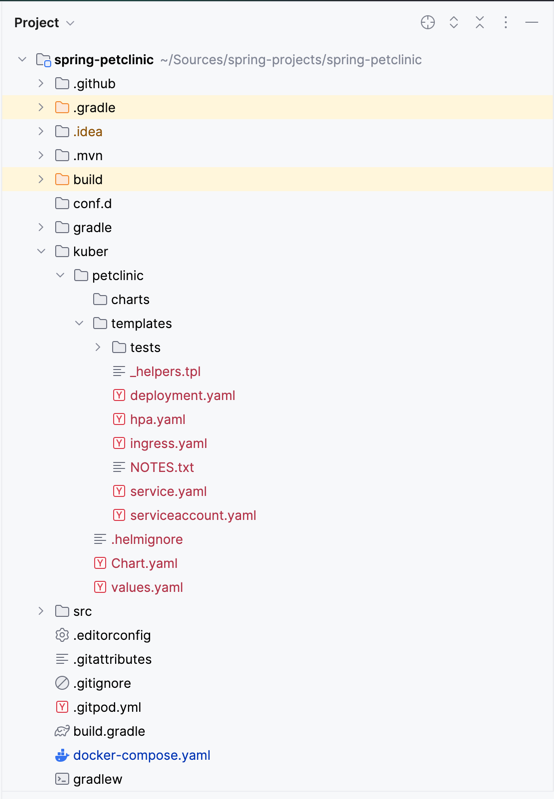 Project
spring-petclinic ~/Sources/spring-projects/spring-petclinic
.github
.gradle
.idea
.mvn
build
conf.d
gradle
kuber
petclinic
charts
templates
tests
_helpers.tpl
Y deployment.yaml
Y hpa.yaml
Y ingress.yaml
NOTES.txt
Y service.yaml
Y serviceaccount.yaml
.helmignore
Y Chart.yaml
Y values.yaml
src
.editorconfig
.gitattributes
.gitignore
Y .gitpod.yml
build.gradle
docker-compose.yaml
gradlew